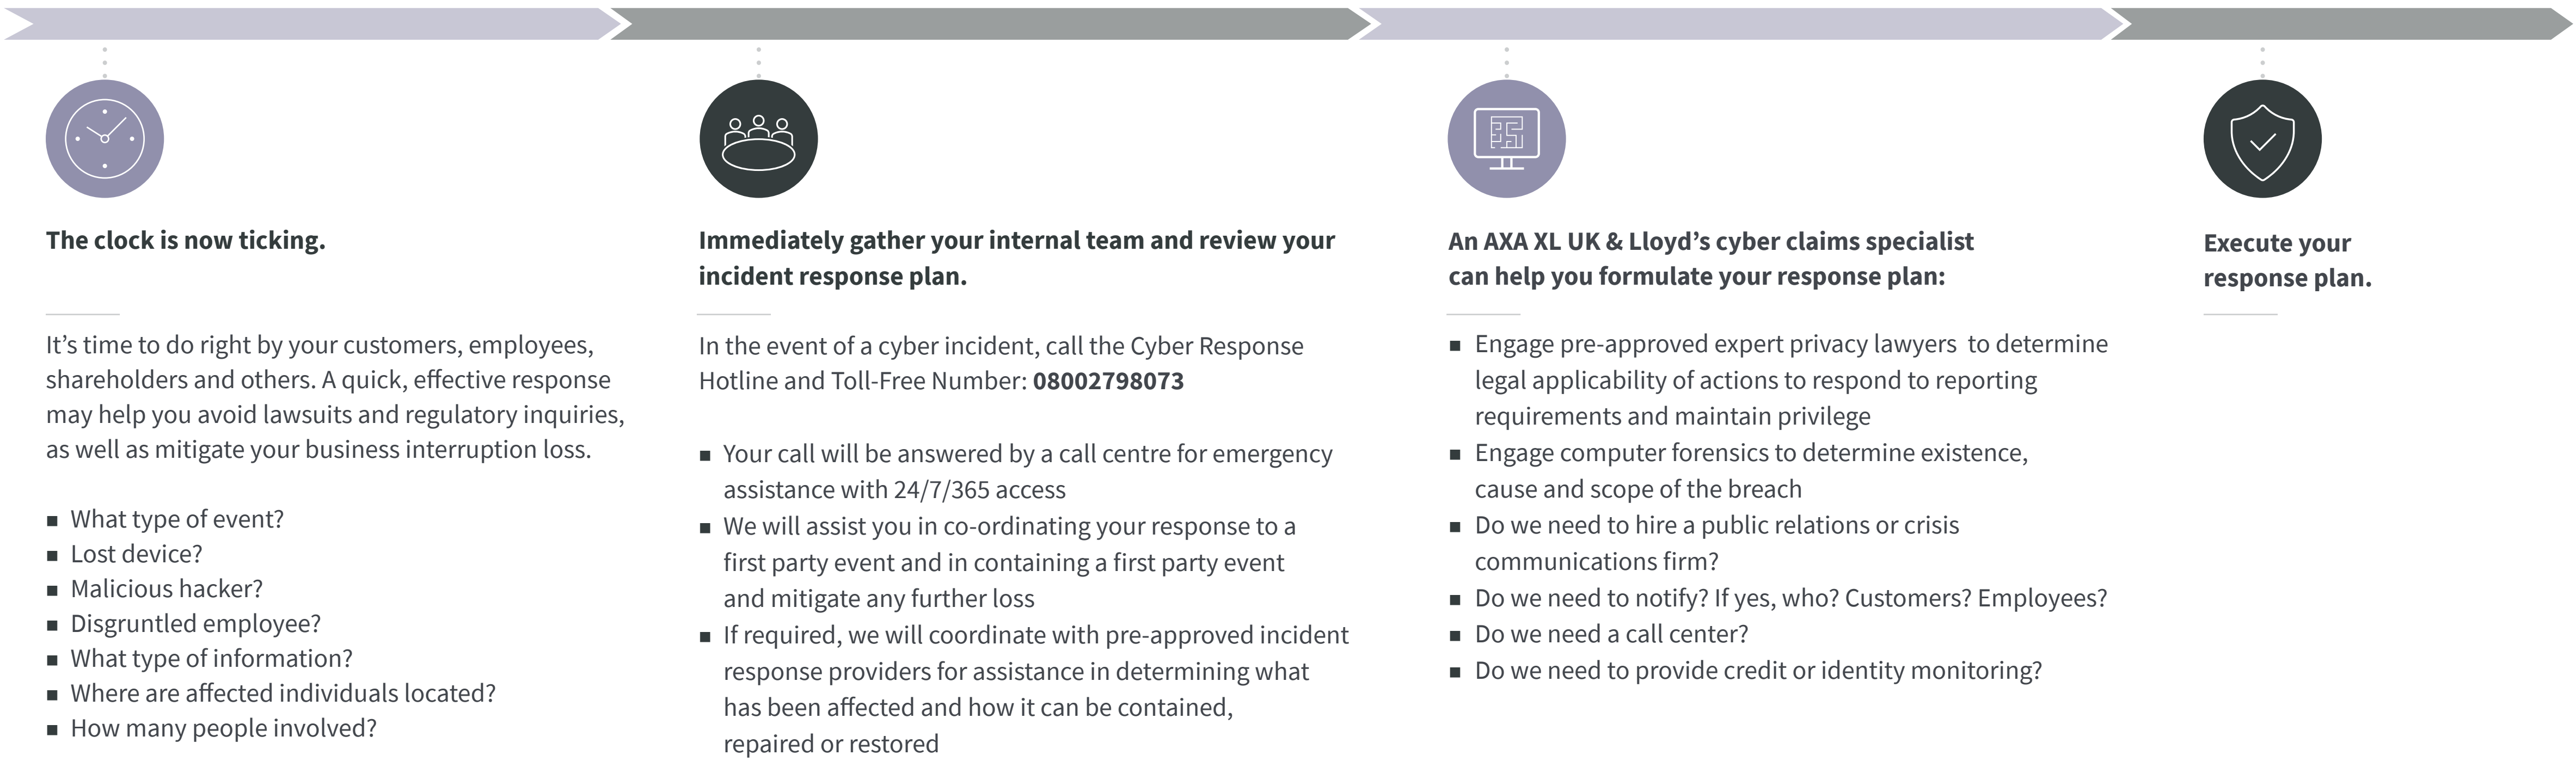 The clock is now ticking.
It’s time to do right by your customers, employees,
shareholders and others. A quick, effective response
may help you avoid lawsuits and regulatory inquiries,
as well as mitigate your business interruption loss.
■ What type of event?
■ Lost device?
■ Malicious hacker?
■ Disgruntled employee?
■ What type of information?
■ Where are affected individuals located?
■ How many people involved?
Immediately gather your internal team and review your
incident response plan.
In the event of a cyber incident, call the Cyber Response
Hotline and Toll-Free Number: 08002798073
■ Your call will be answered by a call centre for emergency
assistance with 24/7/365 access
■ We will assist you in co-ordinating your response to a
first party event and in containing a first party event
and mitigate any further loss
■ If required, we will coordinate with pre-approved incident
response providers for assistance in determining what
has been affected and how it can be contained,
repaired or restored
An AXA XL UK & Lloyd’s cyber claims specialist
can help you formulate your response plan:
■ Engage pre-approved expert privacy lawyers  to determine
legal applicability of actions to respond to reporting
requirements and maintain privilege
■ Engage computer forensics to determine existence,
cause and scope of the breach
■ Do we need to hire a public relations or crisis
communications firm?
■ Do we need to notify? If yes, who? Customers? Employees?
■ Do we need a call center?
■ Do we need to provide credit or identity monitoring?
Execute your
response plan.